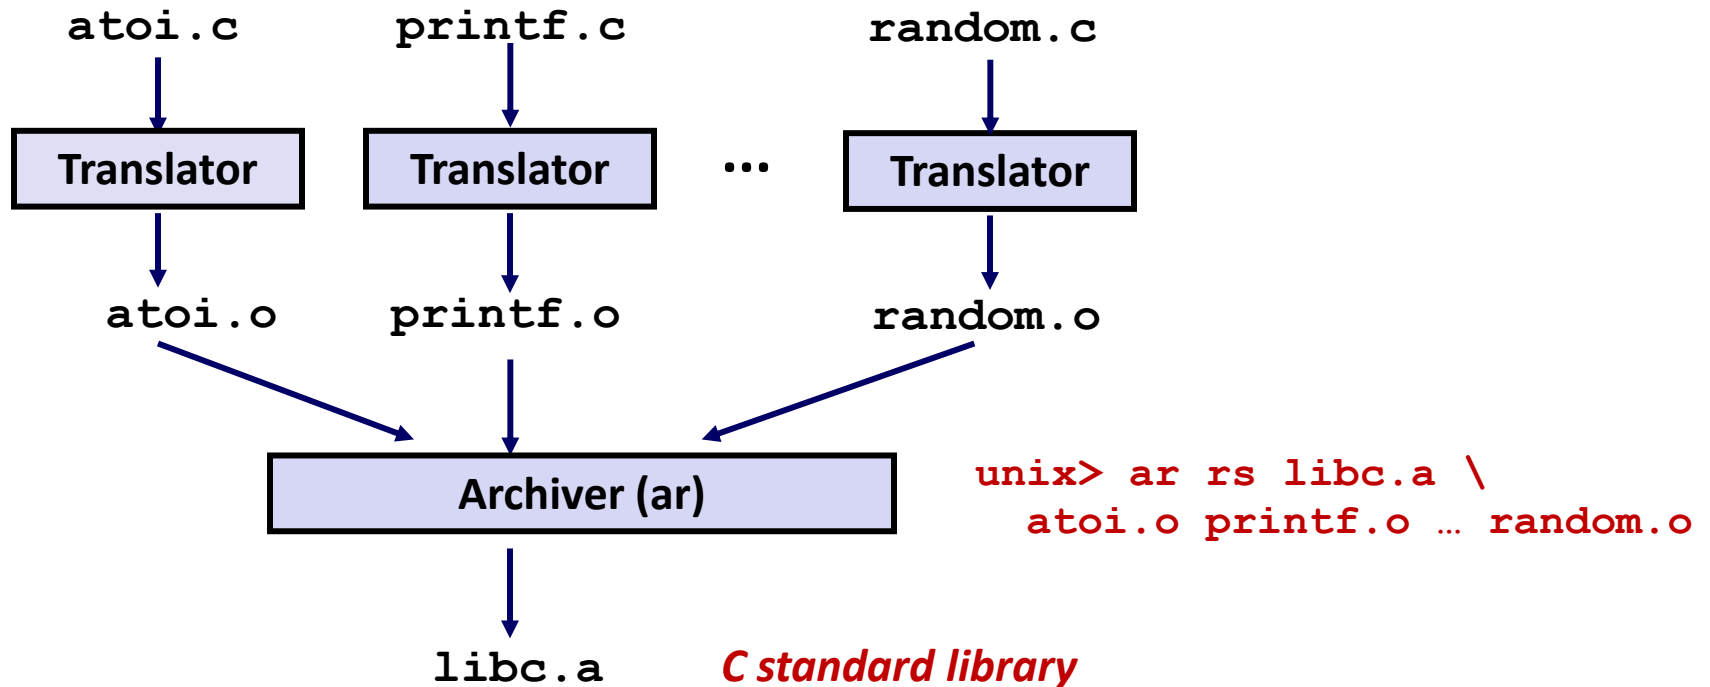 atoi.c printf.c random.c
Translator Translator ... Translator
atoi.o printf.o random.o
Archiver (ar)
unix> ar rs libc.a \
atoi.o printf.o … random.o
libc.a C standard library